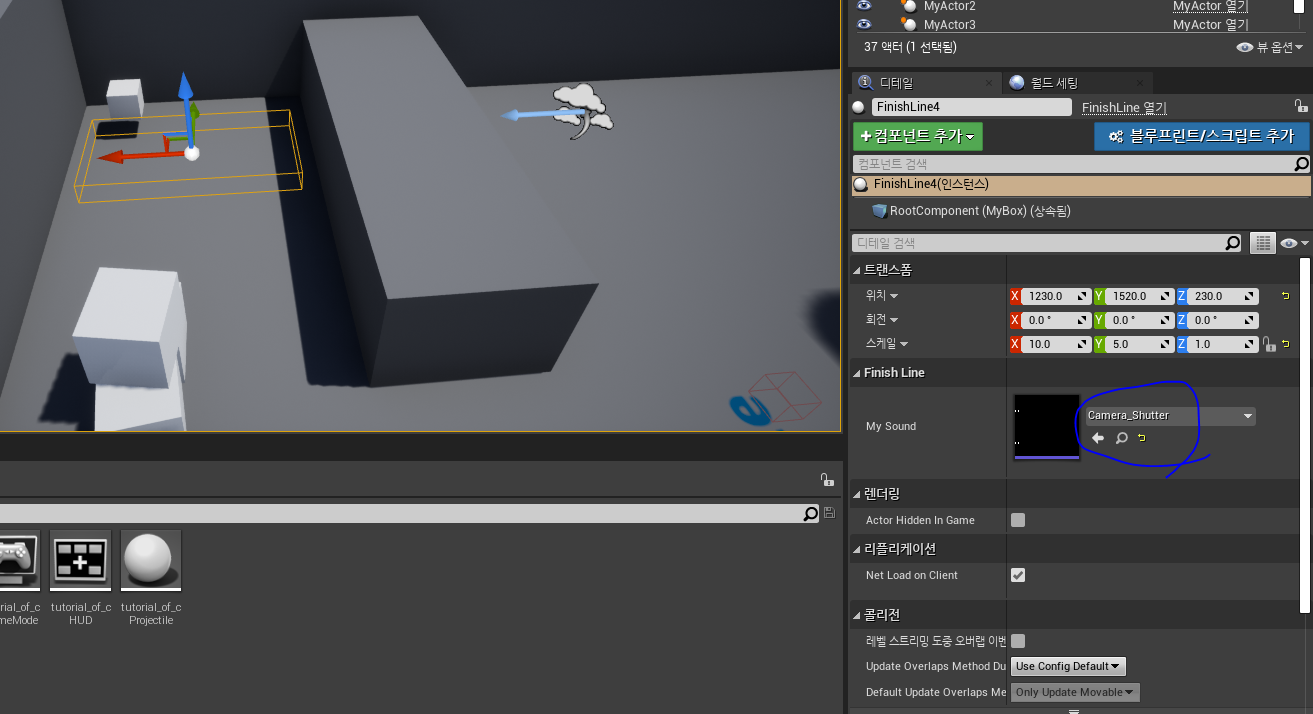 MyActor2 MyActor 열기
MyActor3 MyActor 열기
37 액터 (1 선택됨) 뷰 옵션
디테일 월드 세팅
FinishLine4 FinishLine 열기
+컴포넌트 추가 블루프린트/스크립트 추가
컴포넌트 검색
FinishLine4(인스턴스)
RootComponent (MyBox) (상속됨)
디테일 검색
트랜스폼
위치 X 1230.0 Y 1520.0 Z 230.0
회전 X 0.0 ° Y 0.0 ° Z 0.0 °
스케일 X 10.0 Y 5.0 Z 1.0
Finish Line
My Sound Camera_Shutter
렌더링
Actor Hidden In Game
리플리케이션
Net Load on Client
콜리전
레벨 스트리밍 도중 오버랩 이벤
Update Overlaps Method Du Use Config Default
Default Update Overlaps Me Only Update Movable
rial_of_c tutorial_of_c tutorial_of_c
meMode HUD Projectile